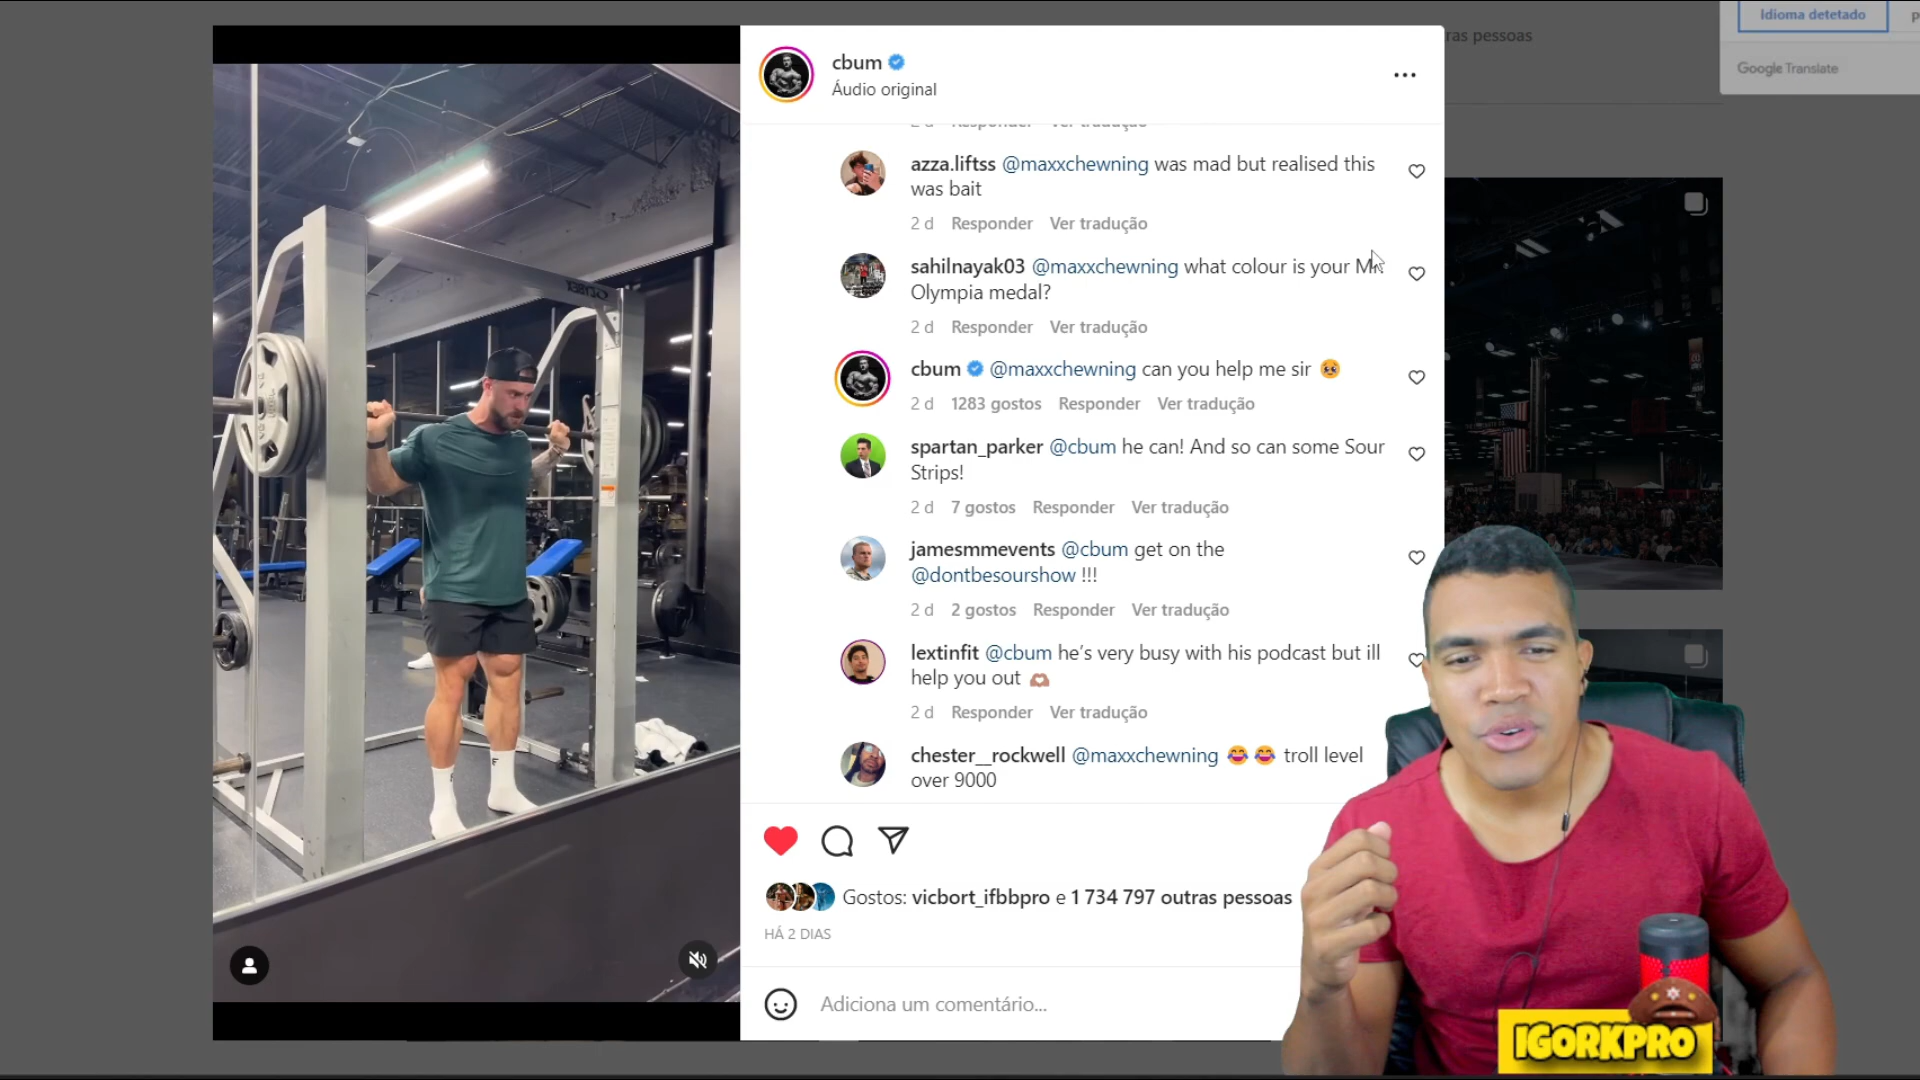 Idioma detetado
Google Translate
ras pessoas
cbum
Áudio original
azza.liftss @maxxchewning was mad but realised this
was bait
2 d Responder Ver tradução
sahilnayak03 @maxxchewning what colour is your Mr
Olympia medal?
2 d Responder Ver tradução
cbum @maxxchewning can you help me sir 🥹
2 d 1283 gostos Responder Ver tradução
spartan_parker @cbum he can! And so can some Sour
Strips!
2 d 7 gostos Responder Ver tradução
jamesmmevents @cbum get on the
@dontbesourshow !!!
2 d 2 gostos Responder Ver tradução
lextinfit @cbum he's very busy with his podcast but ill
help you out 🫶🏽
2 d Responder Ver tradução
chester__rockwell @maxxchewning 😂😂 troll level
over 9000
Gostos: vicbort_ifbbpro e 1 734 797 outras pessoas
HÁ 2 DIAS
Adiciona um comentário...
IGORKPRO